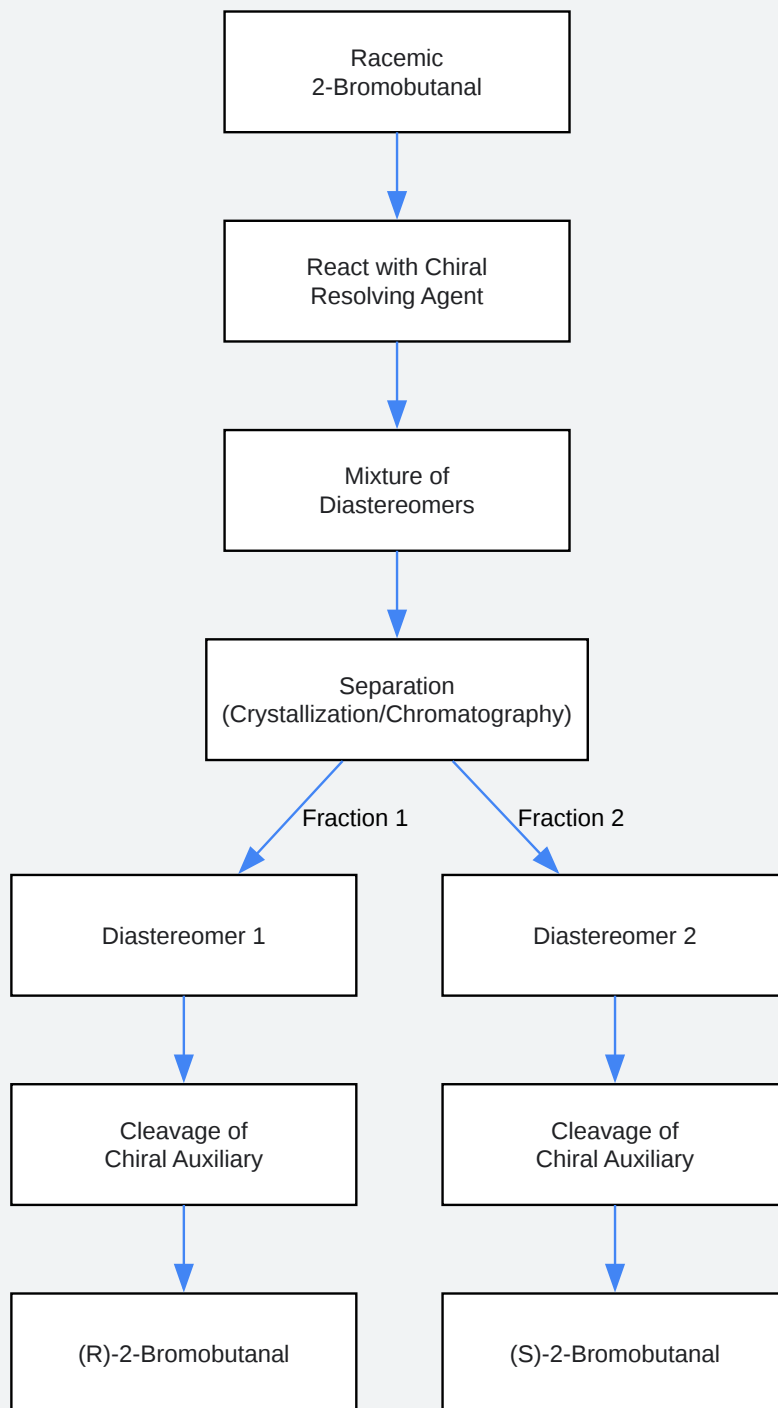 Racemic
2-Bromobutanal
React with Chiral
Resolving Agent
Mixture of
Diastereomers
Separation
(Crystallization/Chromatography)
Fraction 1
Fraction 2
Diastereomer 1
Diastereomer 2
Cleavage of
Chiral Auxiliary
Cleavage of
Chiral Auxiliary
(R)-2-Bromobutanal
(S)-2-Bromobutanal